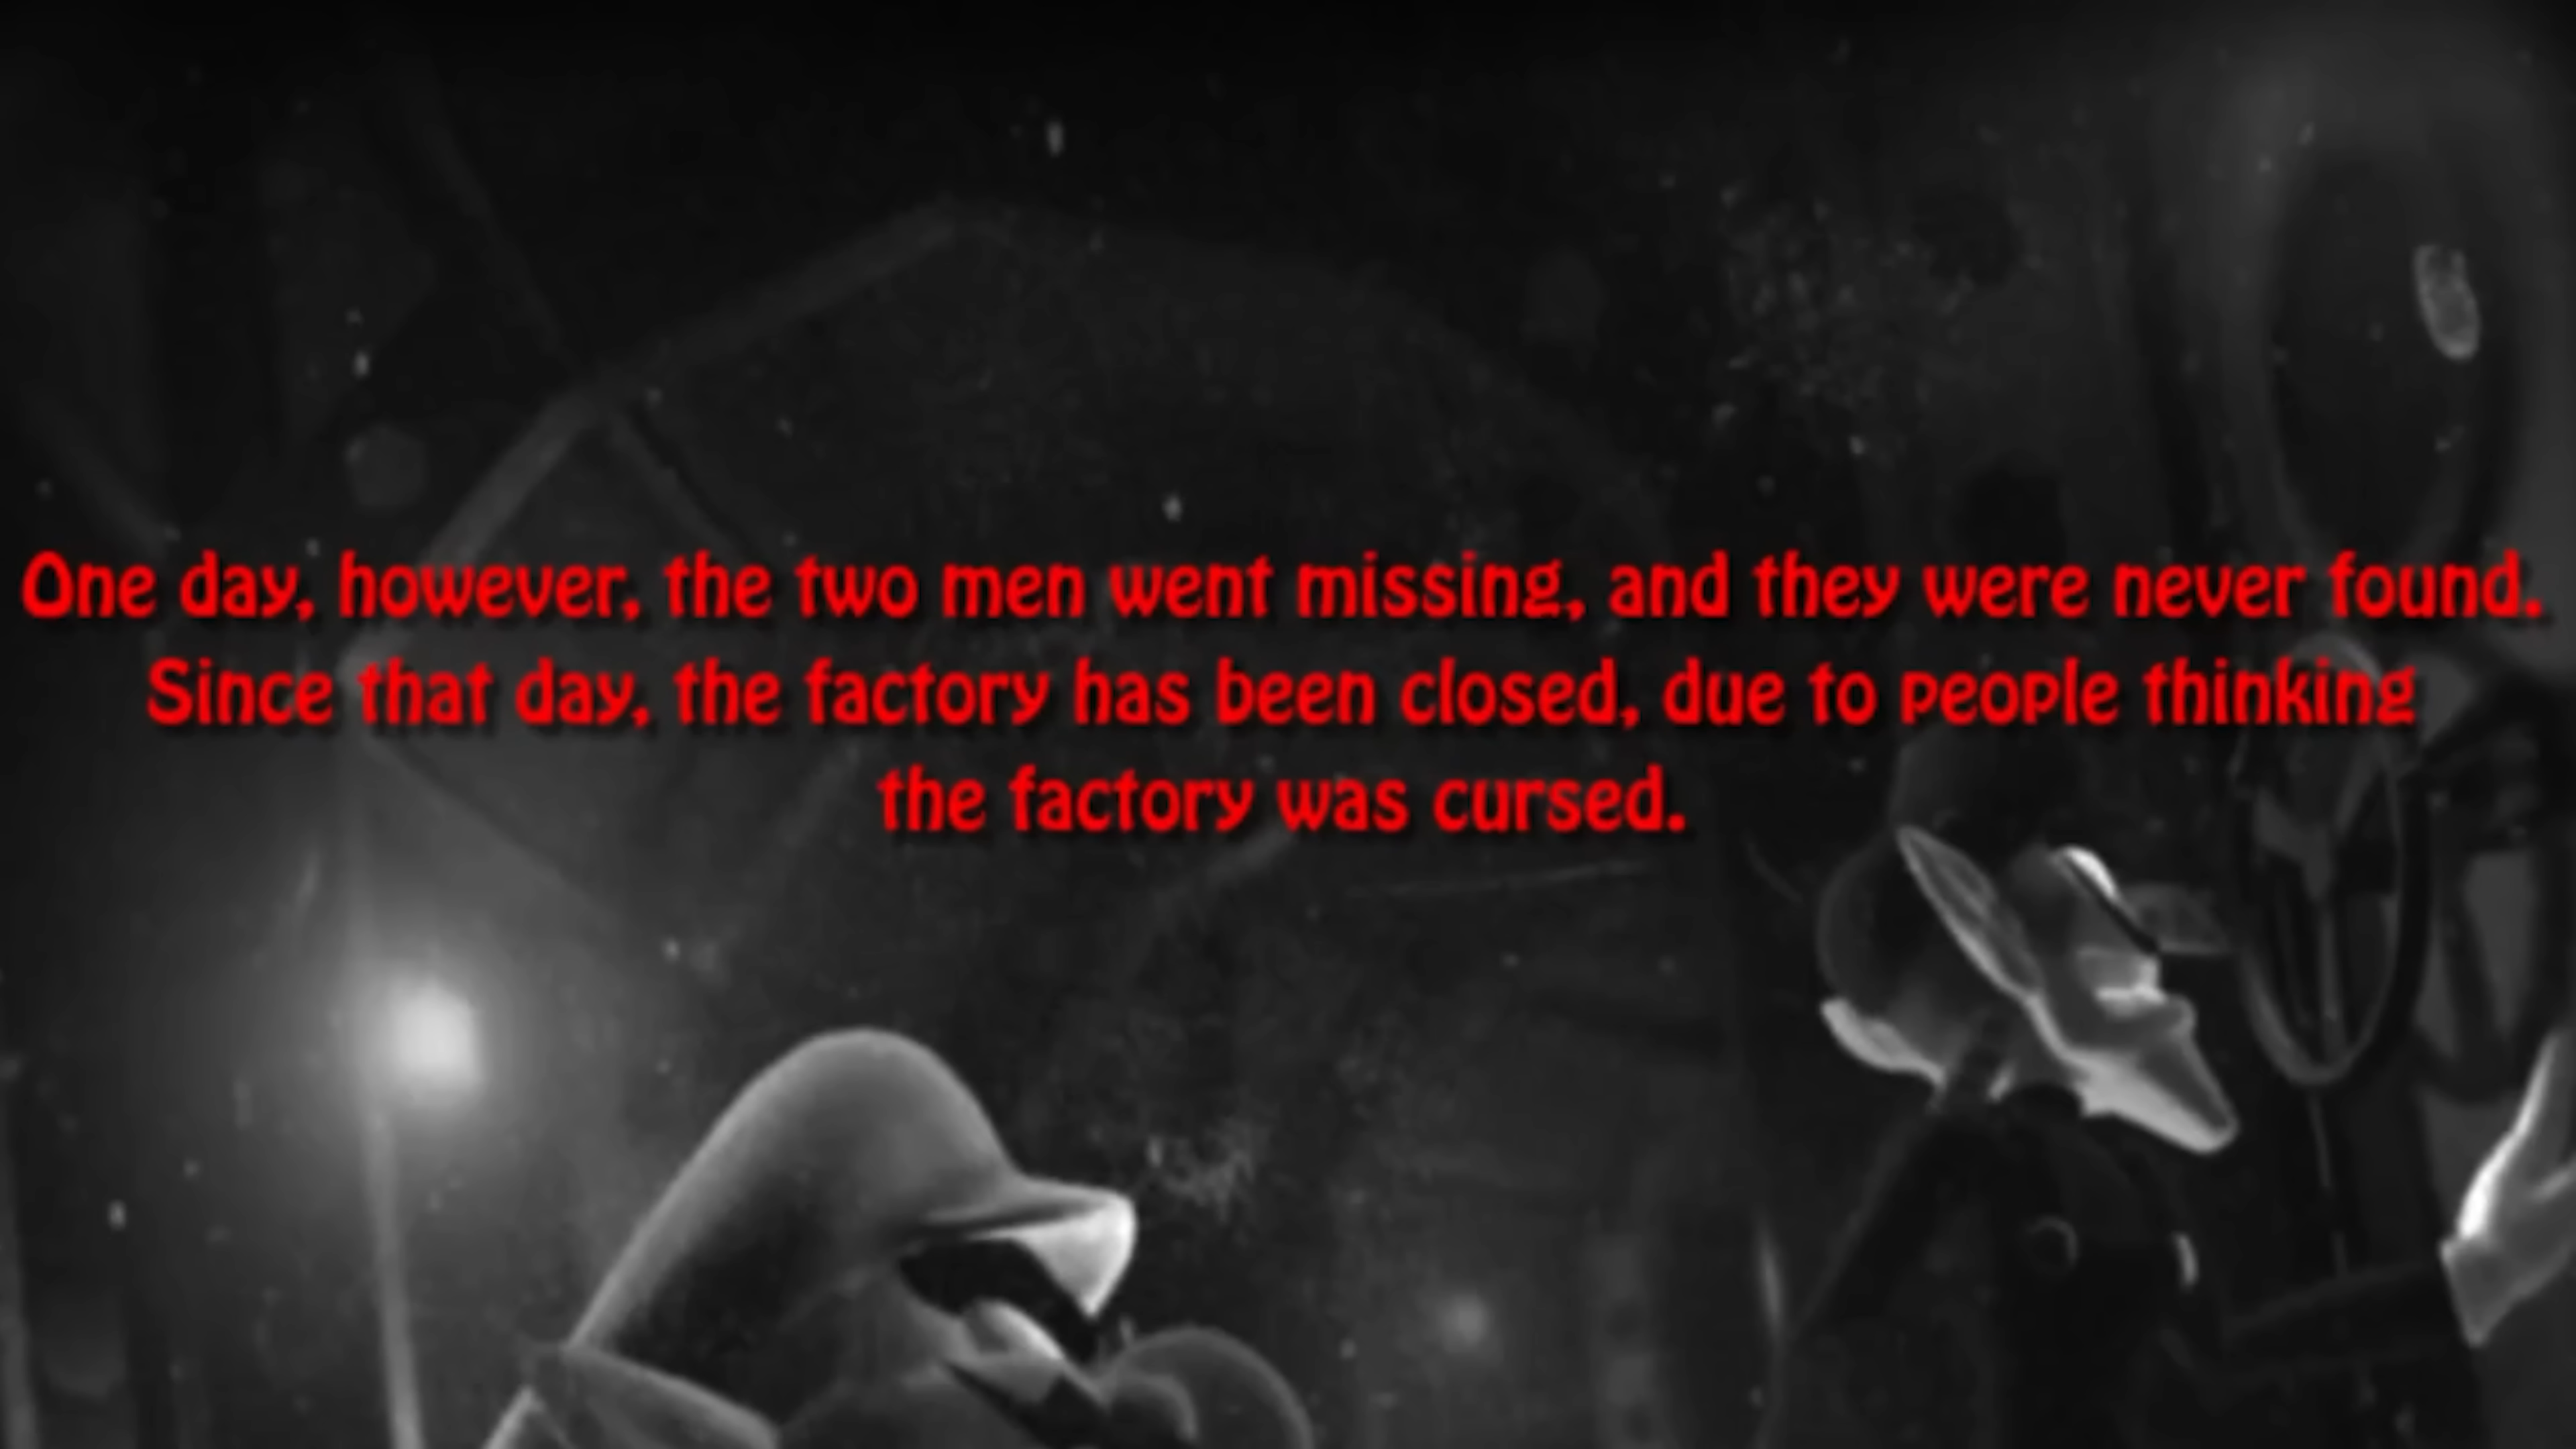 One day, however, the two men went missing, and they were never found.
Since that day, the factory has been closed, due to people thinking
the factory was cursed.